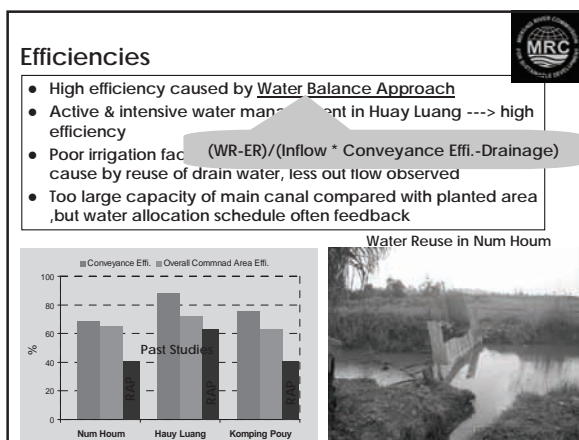 MRC
Efficiencies
● High efficiency caused by Water Balance Approach
● Active & intensive water management in Huay Luang ---> high
efficiency
(WR-ER)/(Inflow * Conveyance Effi.-Drainage)
● Poor irrigation fac
cause by reuse of drain water, less out flow observed
● Too large capacity of main canal compared with planted area
,but water allocation schedule often feedback
Water Reuse in Num Houm
Conveyance Effi. Overall Commnad Area Effi.
100
80
60
40
20
0
%
Past Studies
RAP
RAP
RAP
Num Houm Hauy Luang Komping Pouy